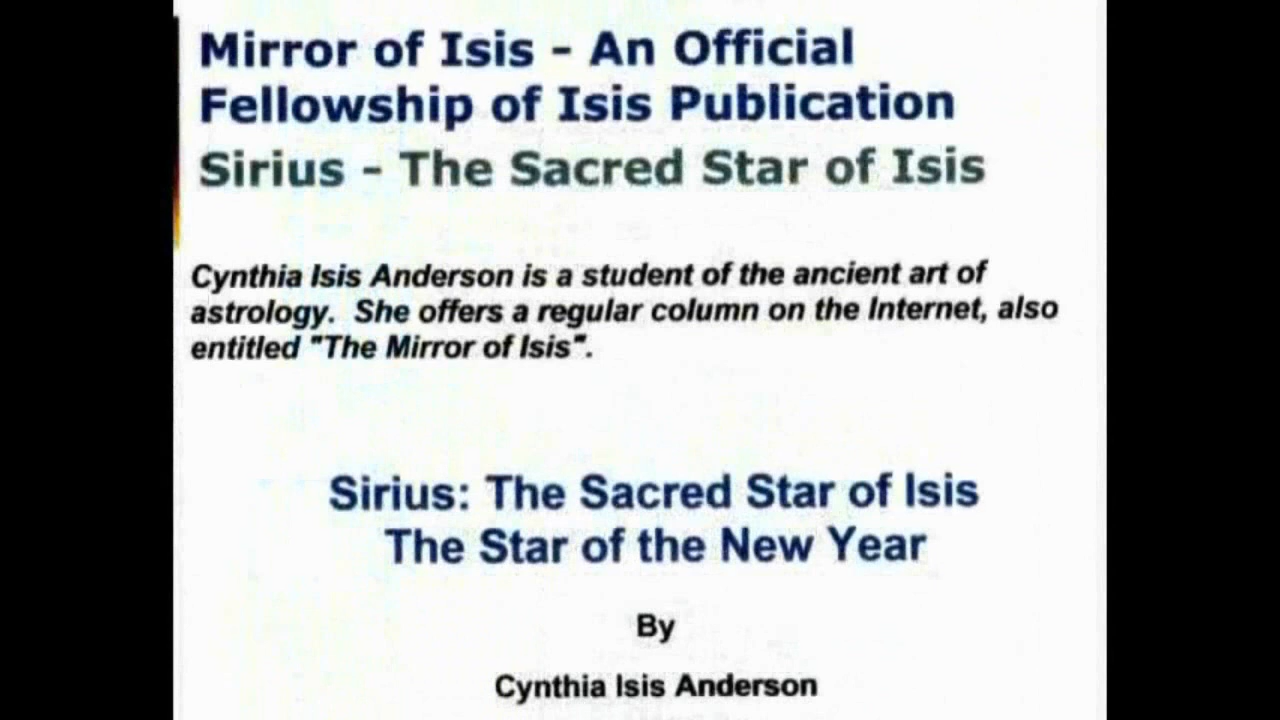 Mirror of Isis - An Official
Fellowship of Isis Publication
Sirius - The Sacred Star of Isis
Cynthia Isis Anderson is a student of the ancient art of
astrology. She offers a regular column on the Internet, also
entitled "The Mirror of Isis".
Sirius: The Sacred Star of Isis
The Star of the New Year
By
Cynthia Isis Anderson